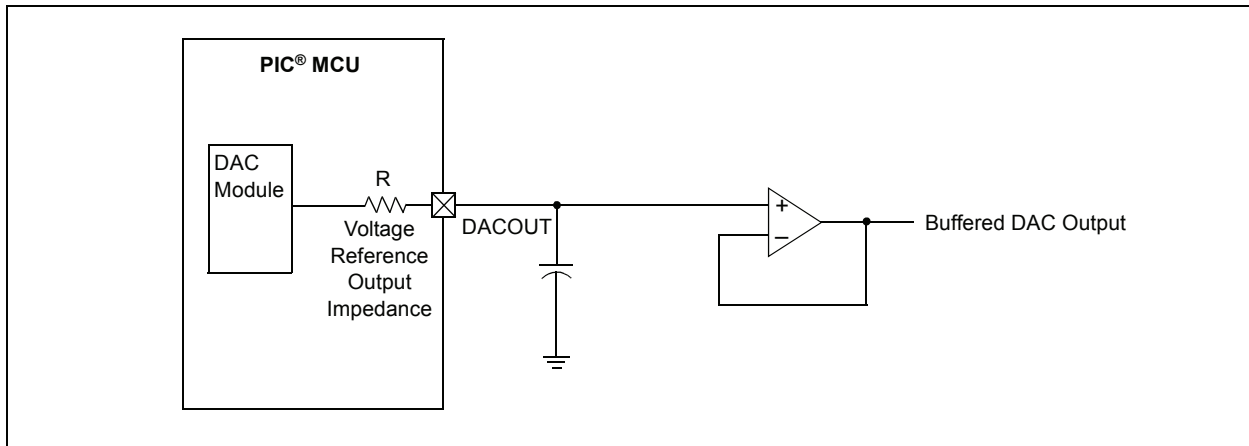 PIC® MCU
DAC
Module
R
Voltage
Reference
Output
Impedance
DACOUT
+
–
Buffered DAC Output